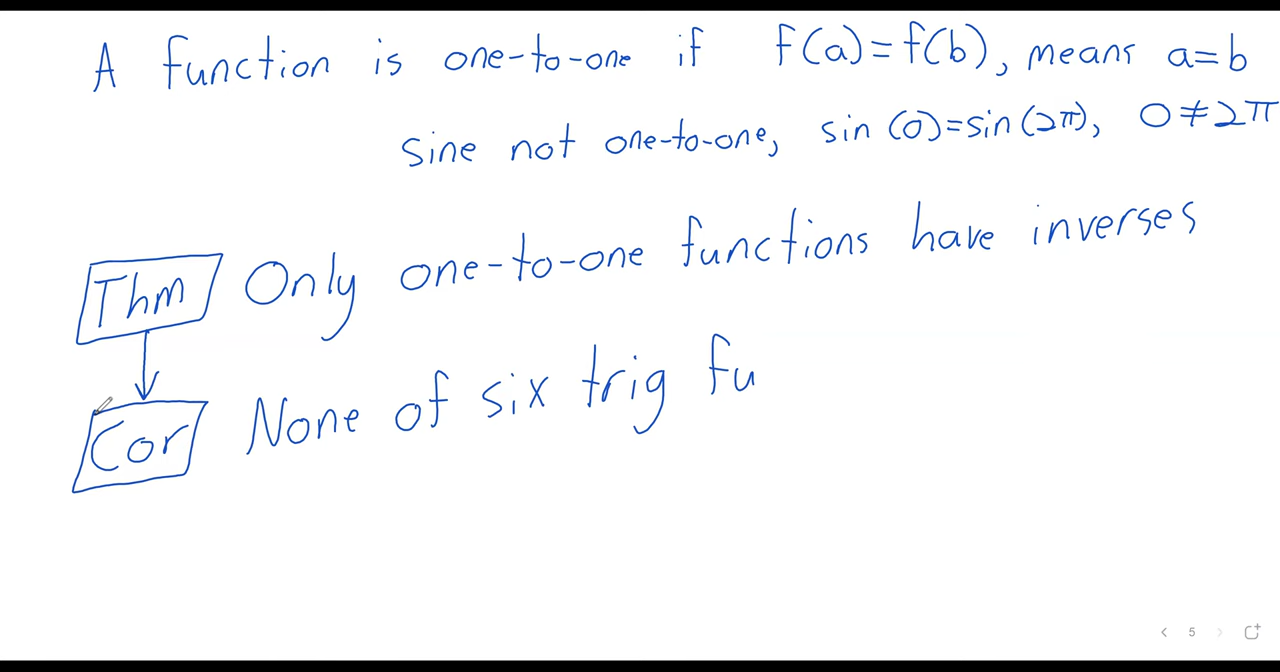 A function is one-to-one if f(a)=f(b), means a=b
sine not one-to-one, sin(0)=sin(2π), 0≠2π
Thm Only one-to-one functions have inverses
Cor None of six trig fu
< 5 >